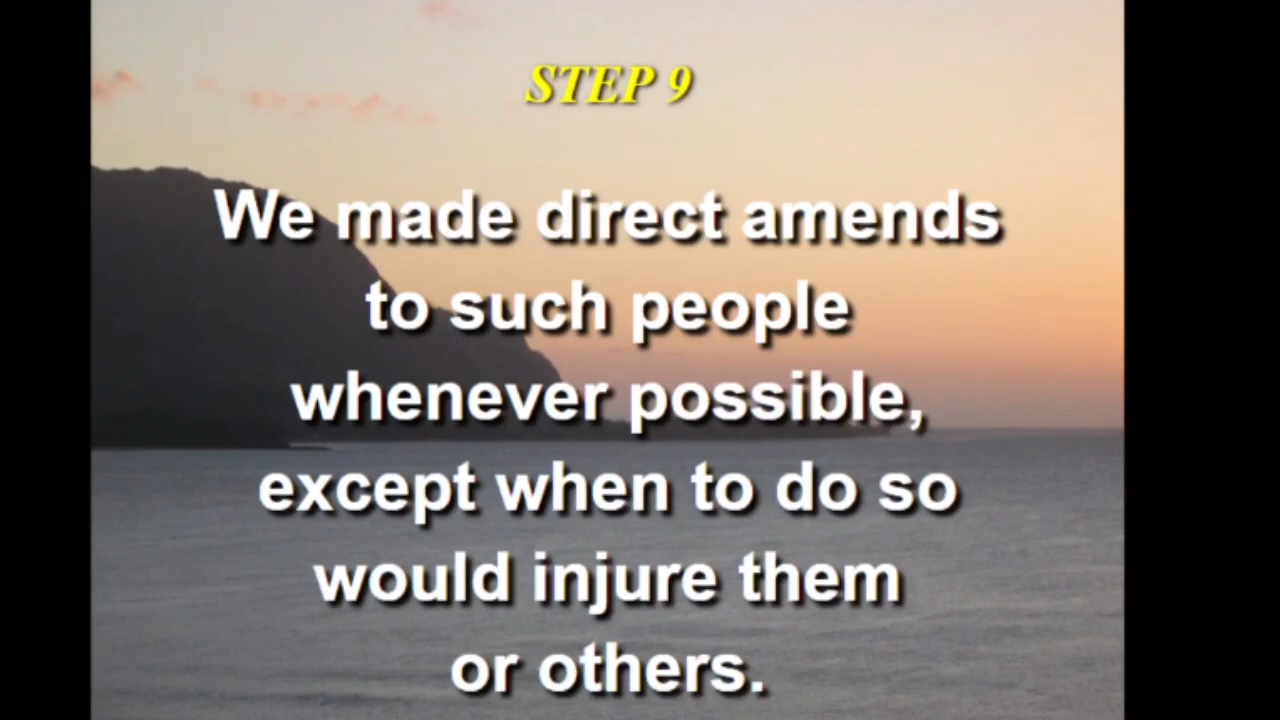 STEP 9
We made direct amends
to such people
whenever possible,
except when to do so
would injure them
or others.